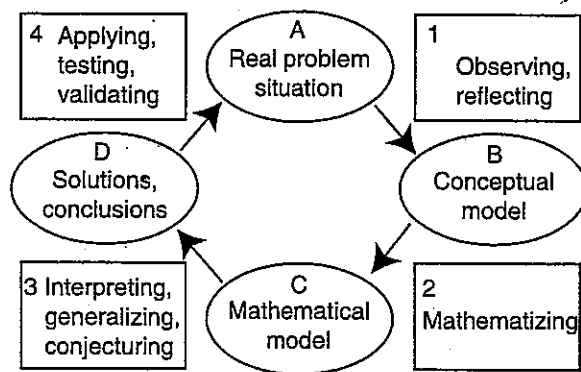 A
Real problem
situation
1
Observing,
reflecting
B
Conceptual
model
2
Mathematizing
C
Mathematical
model
3 Interpreting,
generalizing,
conjecturing
D
Solutions,
conclusions
4 Applying,
testing,
validating